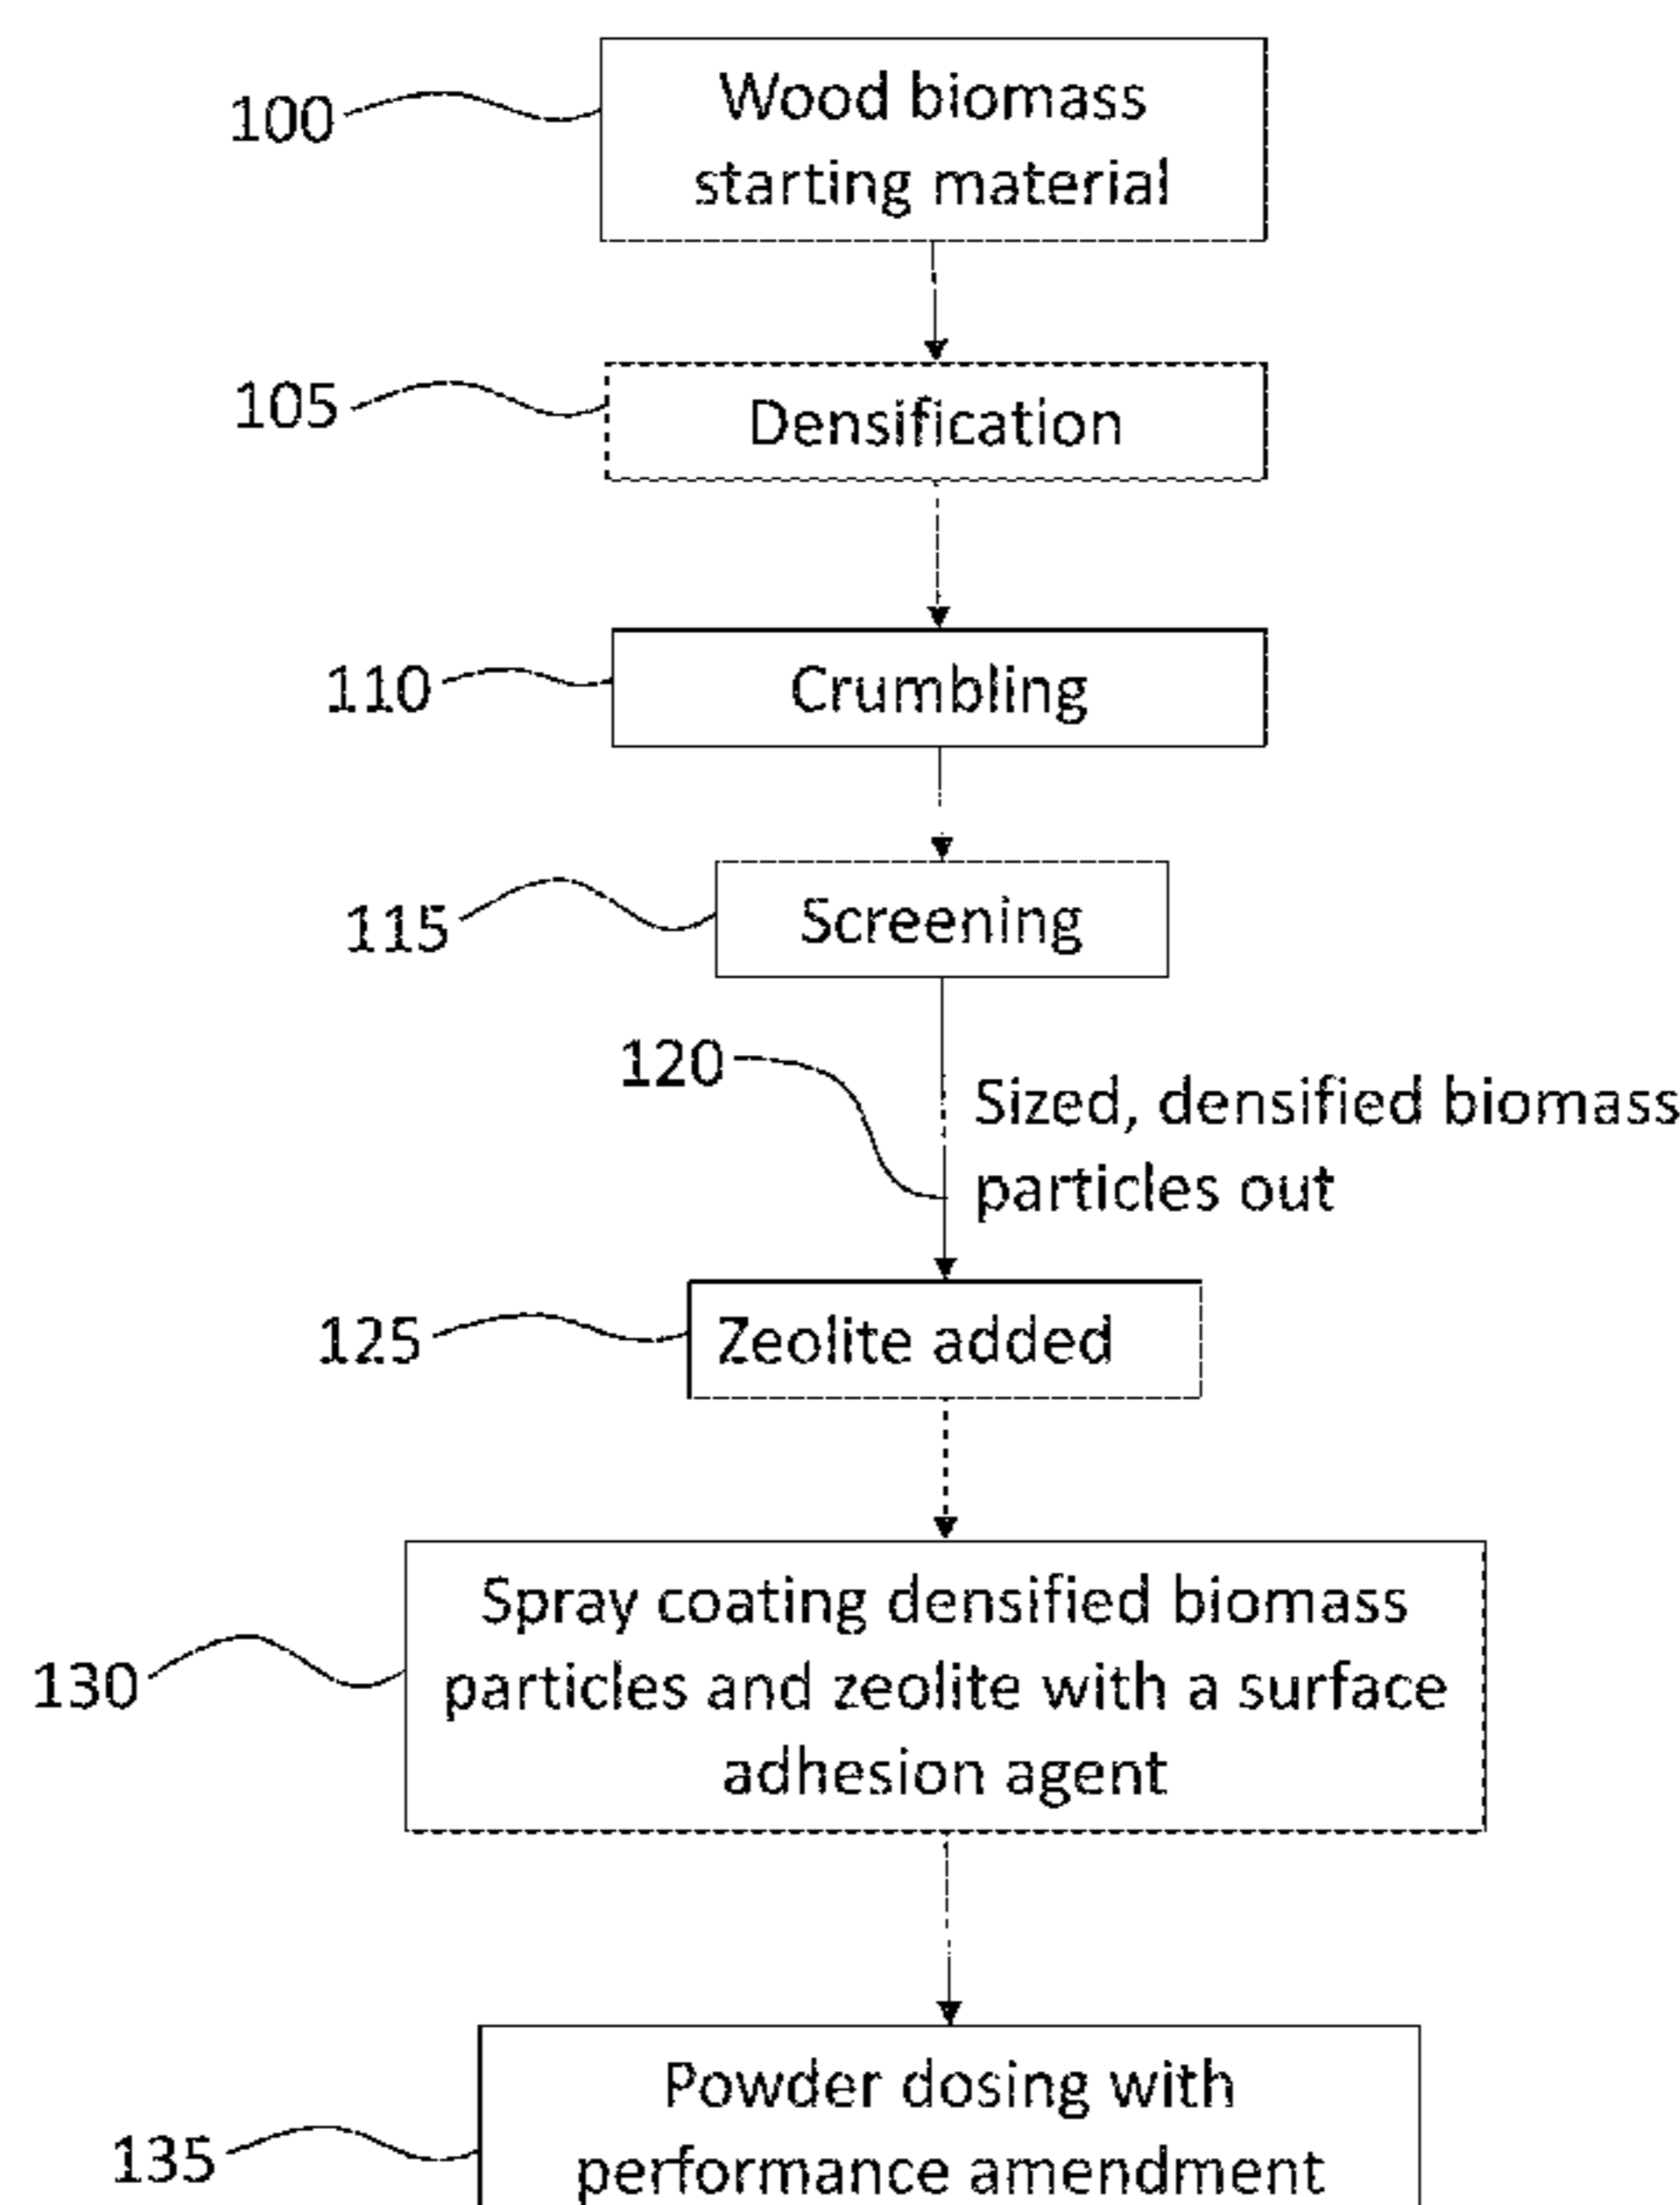 100
Wood biomass
starting material
105
Densification
110
Crumbling
115
Screening
120
Sized, densified biomass
particles out
125
Zeolite added
130
Spray coating densified biomass
particles and zeolite with a surface
adhesion agent
135
Powder dosing with
performance amendment